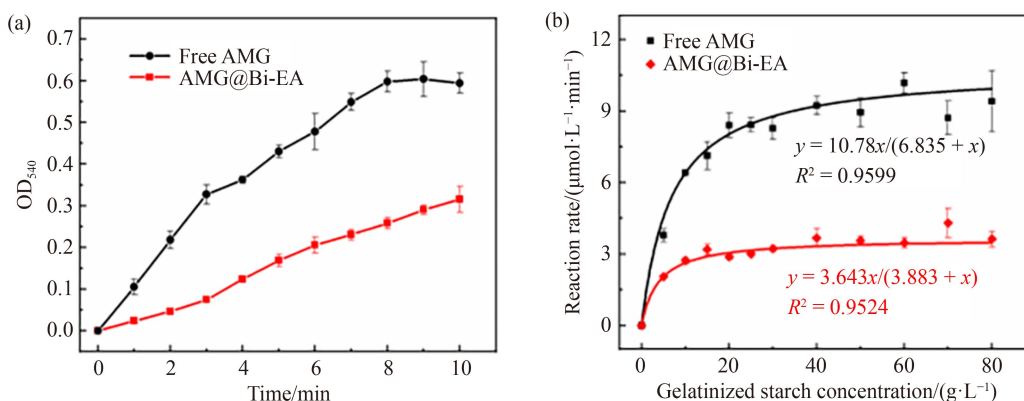 (a)
0.7
0.6
0.5
0.4
0.3
0.2
0.1
0.0
OD₅₄₀
Free AMG
AMG@Bi-EA
0 2 4 6 8 10
Time/min
(b)
12
9
6
3
0
Reaction rate/(μmol·L⁻¹·min⁻¹)
Free AMG
AMG@Bi-EA
y = 10.78x/(6.835 + x)
R² = 0.9599
y = 3.643x/(3.883 + x)
R² = 0.9524
0 20 40 60 80
Gelatinized starch concentration/(g·L⁻¹)